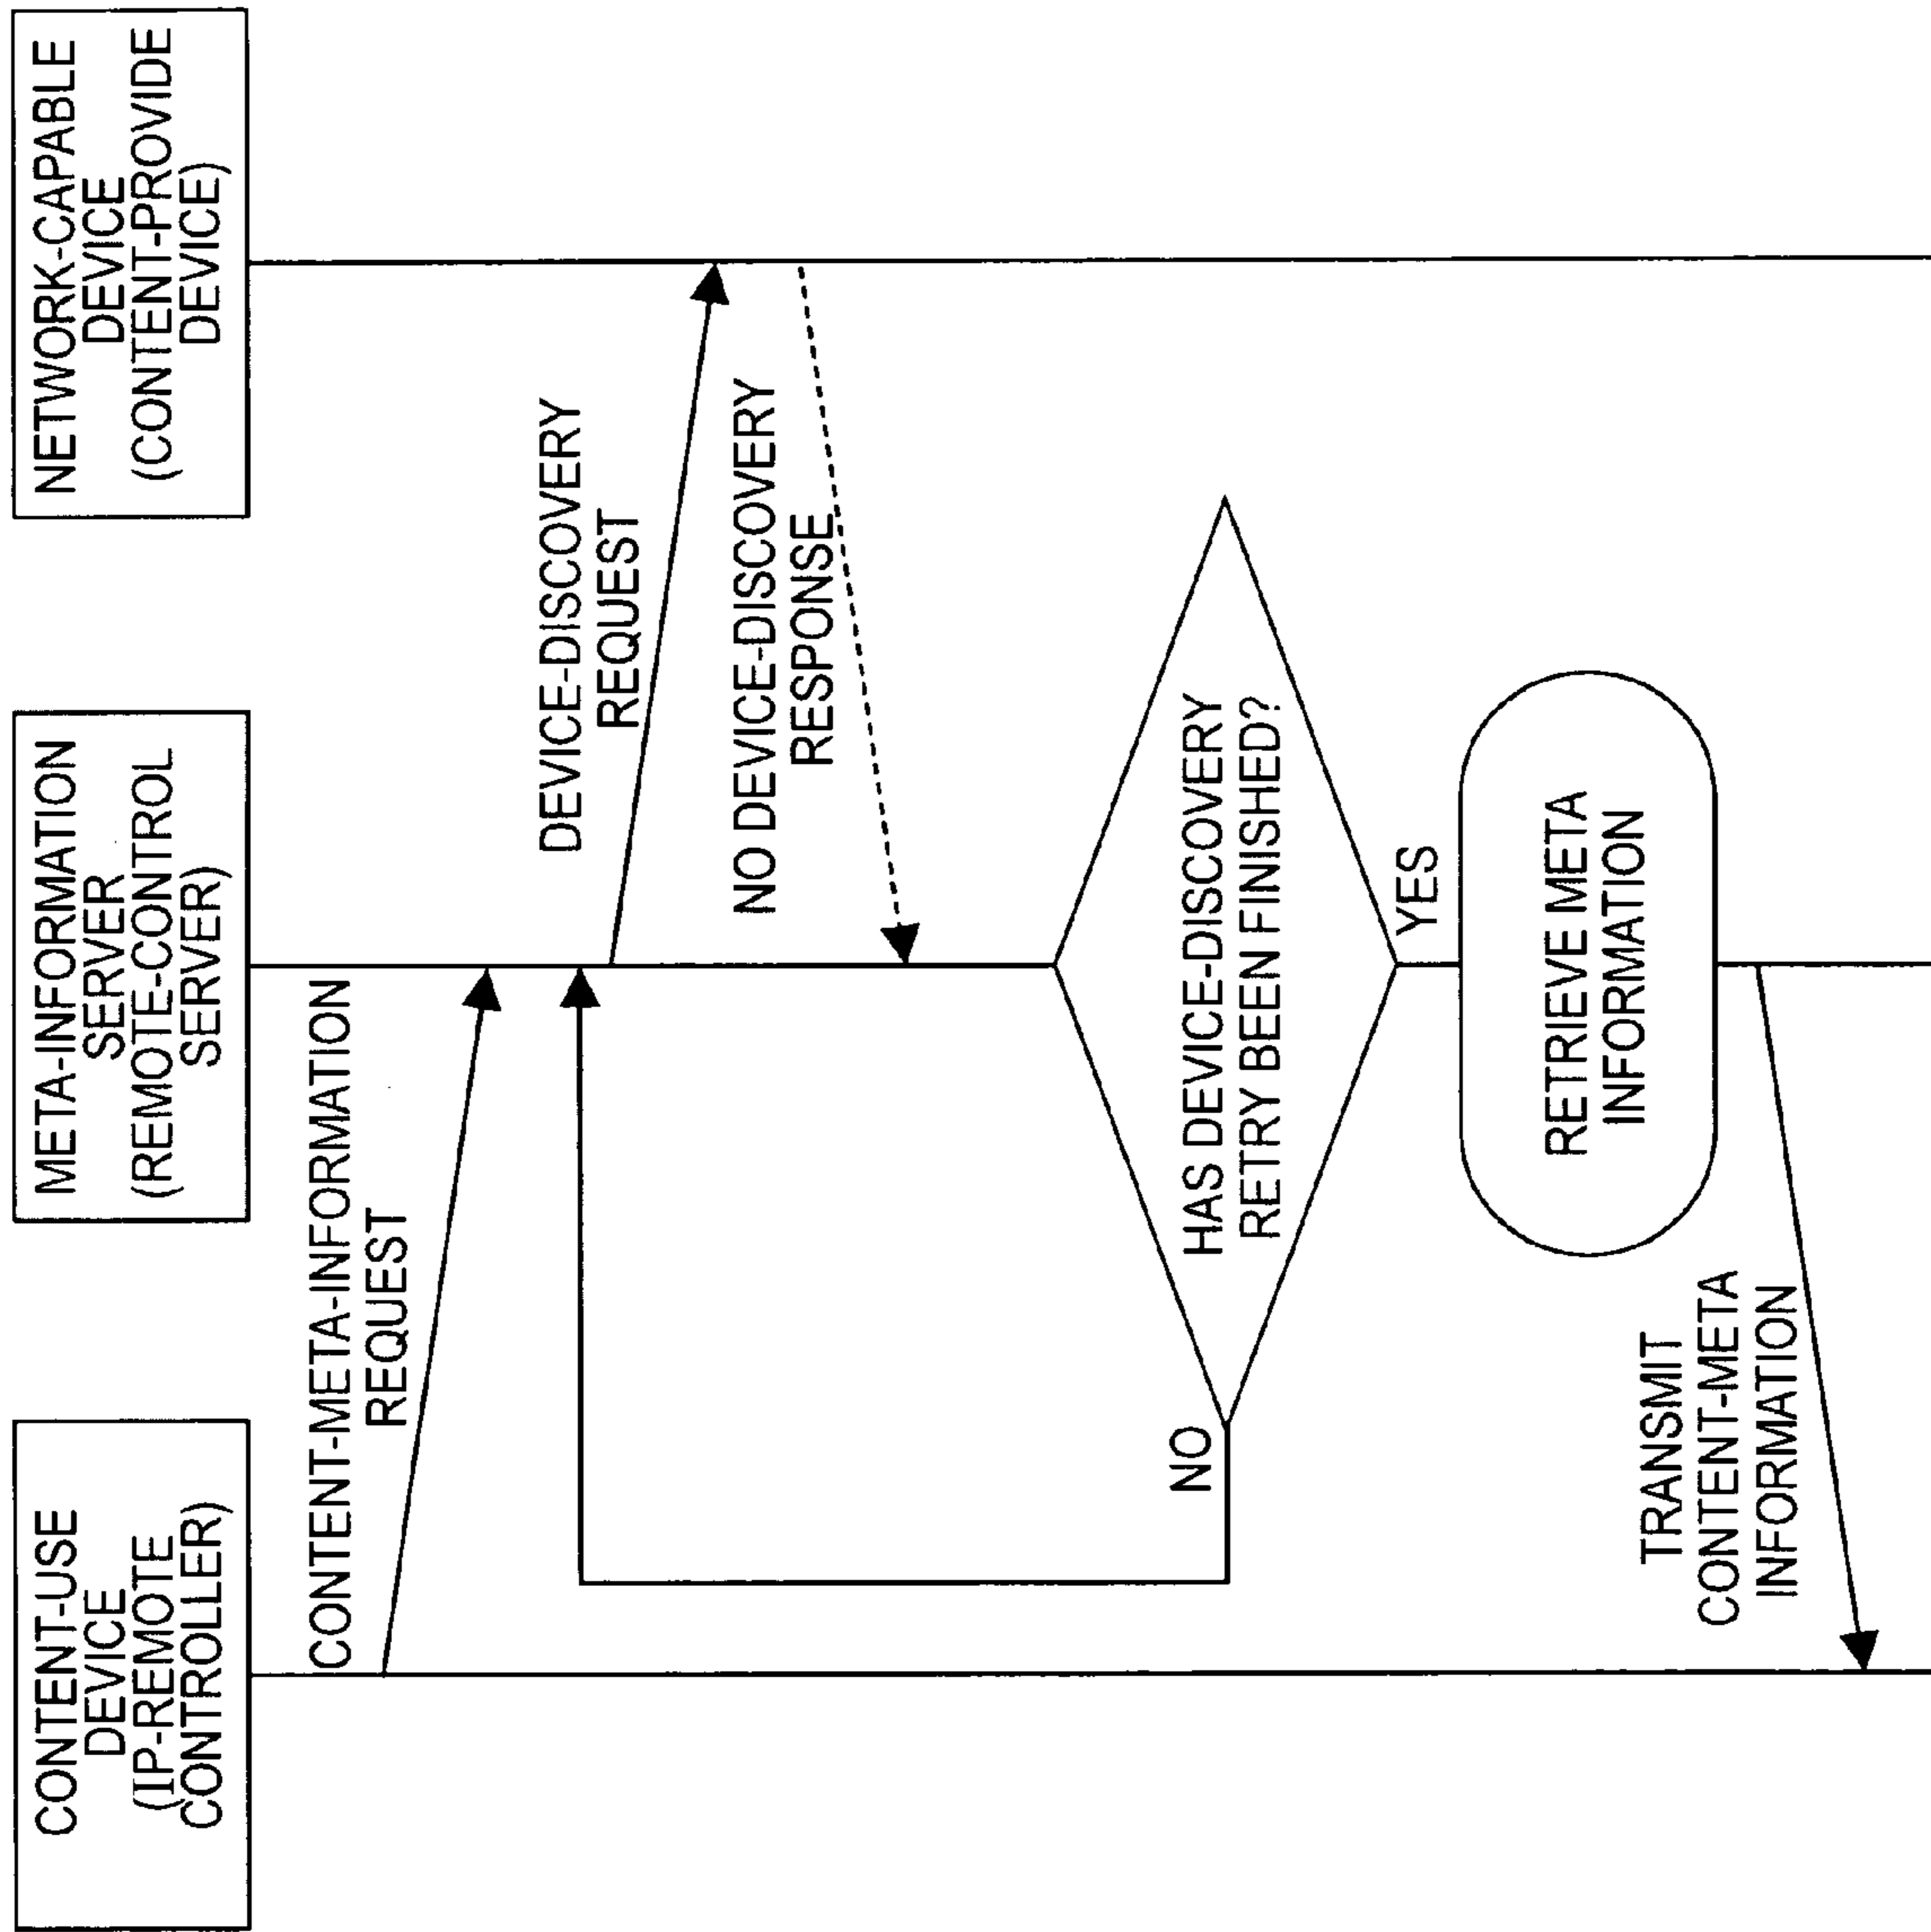 CONTENT-USE
DEVICE
(IP-REMOTE
CONTROLLER)
META-INFORMATION
SERVER
(REMOTE-CONTROL
SERVER)
NETWORK-CAPABLE
DEVICE
(CONTENT-PROVIDE
DEVICE)
CONTENT-META-INFORMATION
REQUEST
DEVICE-DISCOVERY
REQUEST
NO DEVICE-DISCOVERY
RESPONSE
HAS DEVICE-DISCOVERY
RETRY BEEN FINISHED?
NO
YES
RETRIEVE META
INFORMATION
TRANSMIT
CONTENT-META
INFORMATION